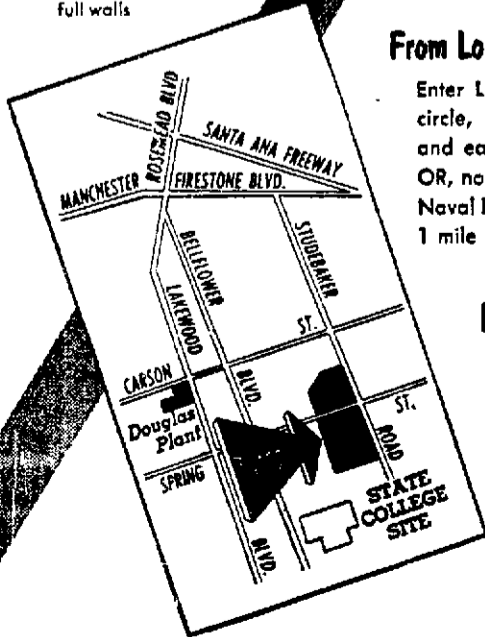 full walls
From Lo
Enter L
circle,
and ea
OR, no
Naval
1 mile
ROSEMEAD BLVD
SANTA ANA FREEWAY
MANCHESTER
FIRESTONE BLVD.
BELLFLOWER
BLVD.
STUDEBAKER
ROAD
LAKEWOOD
BLVD.
CARSON
ST.
Douglas
Plant
SPRING
ST.
STATE
COLLEGE
SITE